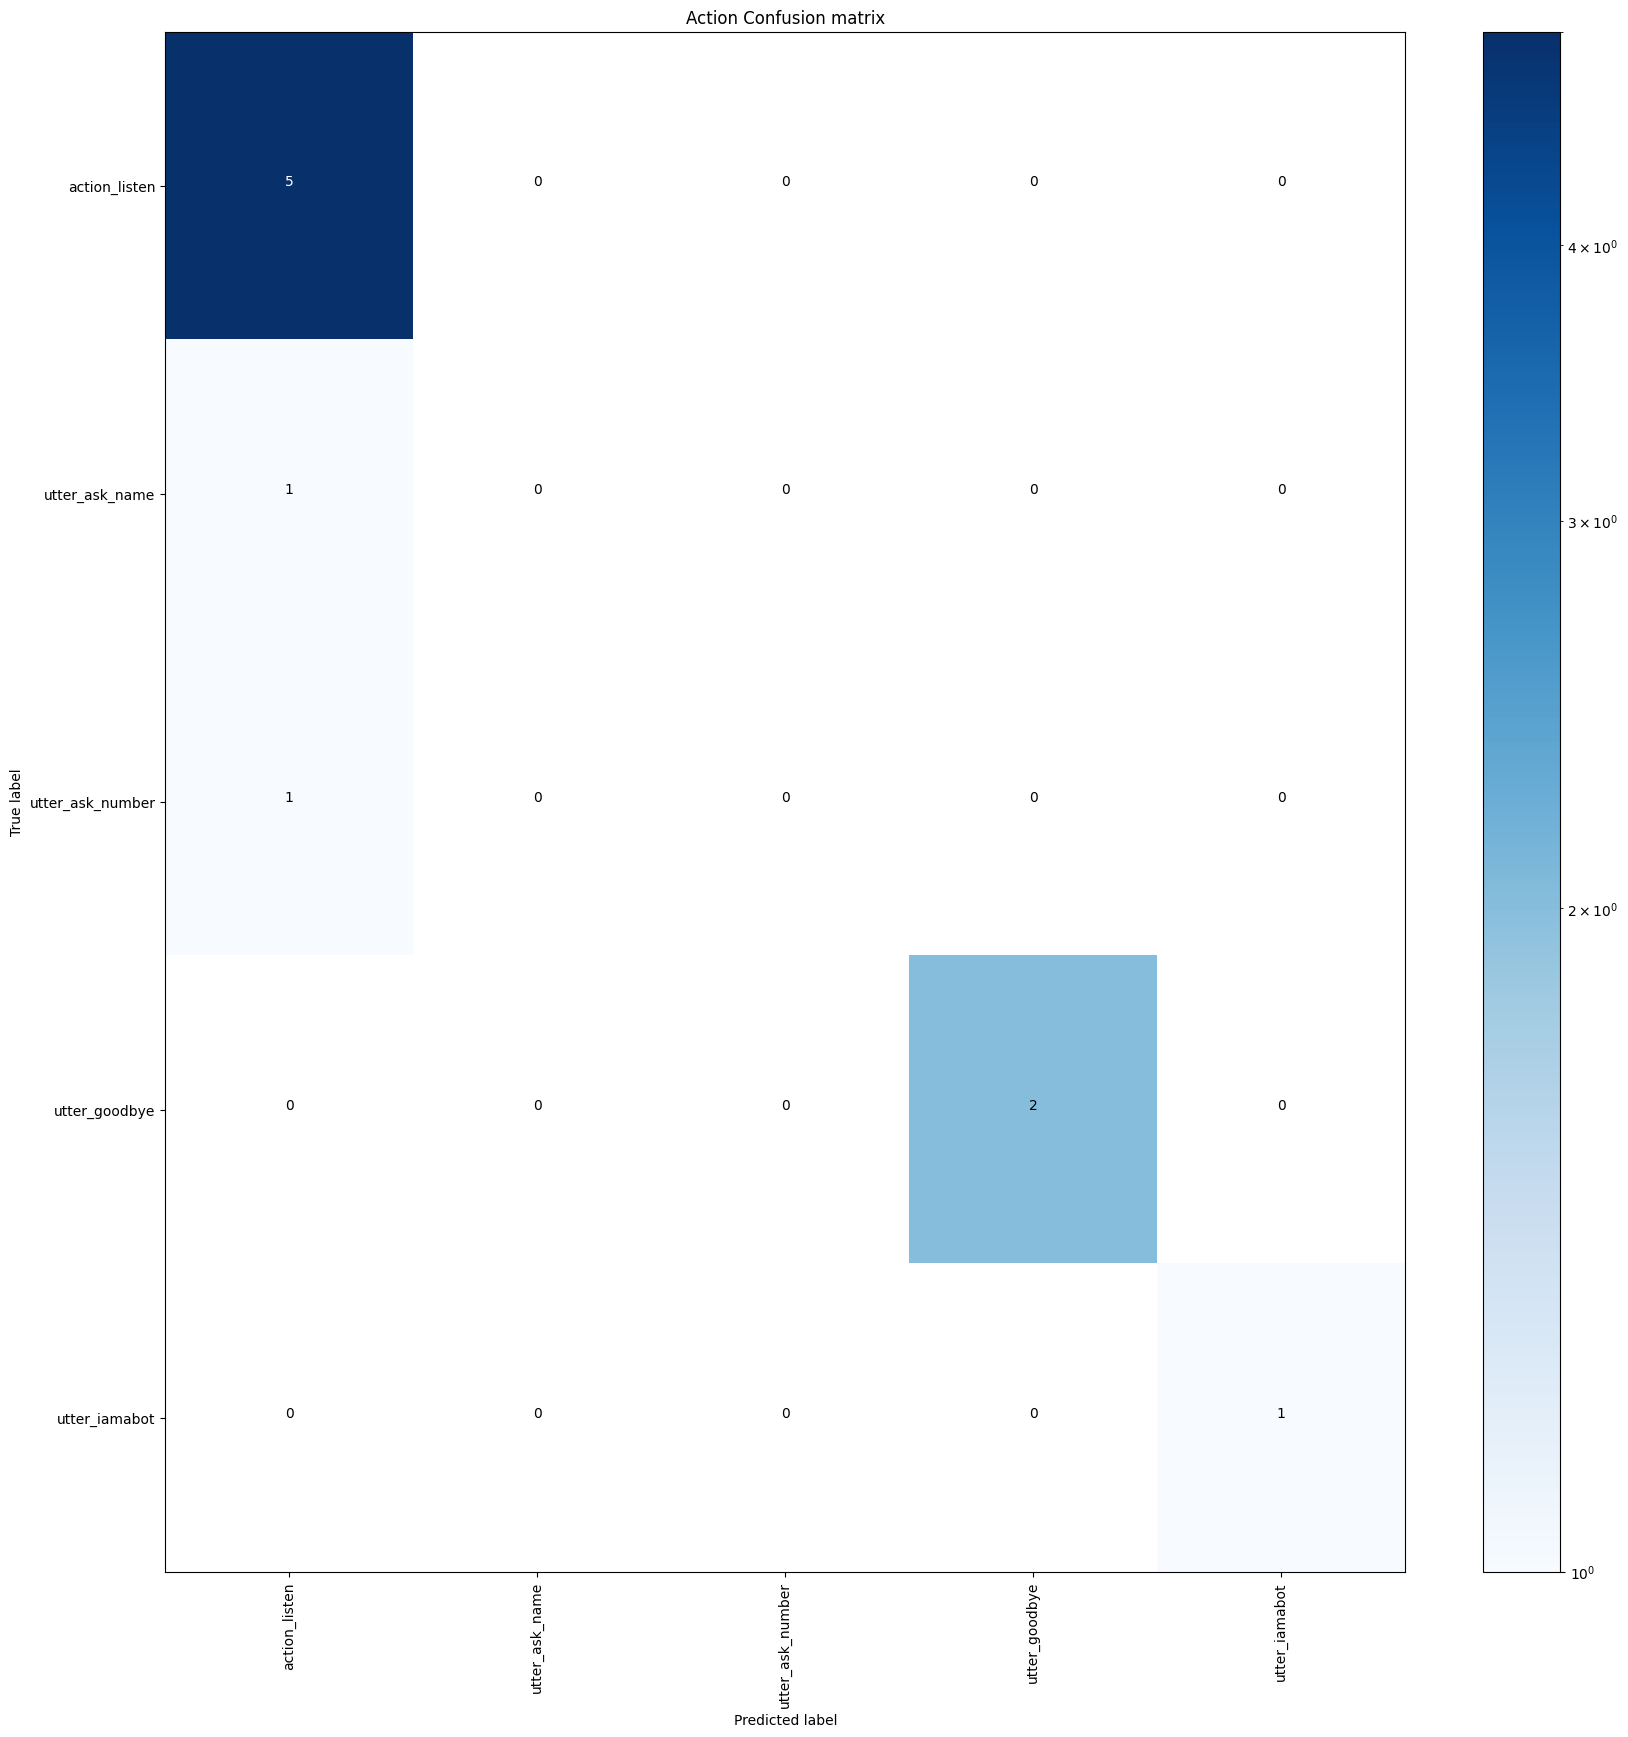 Action Confusion matrix
action_listen
5 0 0 0 0
utter_ask_name
1 0 0 0 0
utter_ask_number
1 0 0 0 0
utter_goodbye
0 0 0 2 0
utter_iamabot
0 0 0 0 1
True label
action_listen
utter_ask_name
utter_ask_number
utter_goodbye
utter_iamabot
Predicted label
4 × 10⁰
3 × 10⁰
2 × 10⁰
10⁰